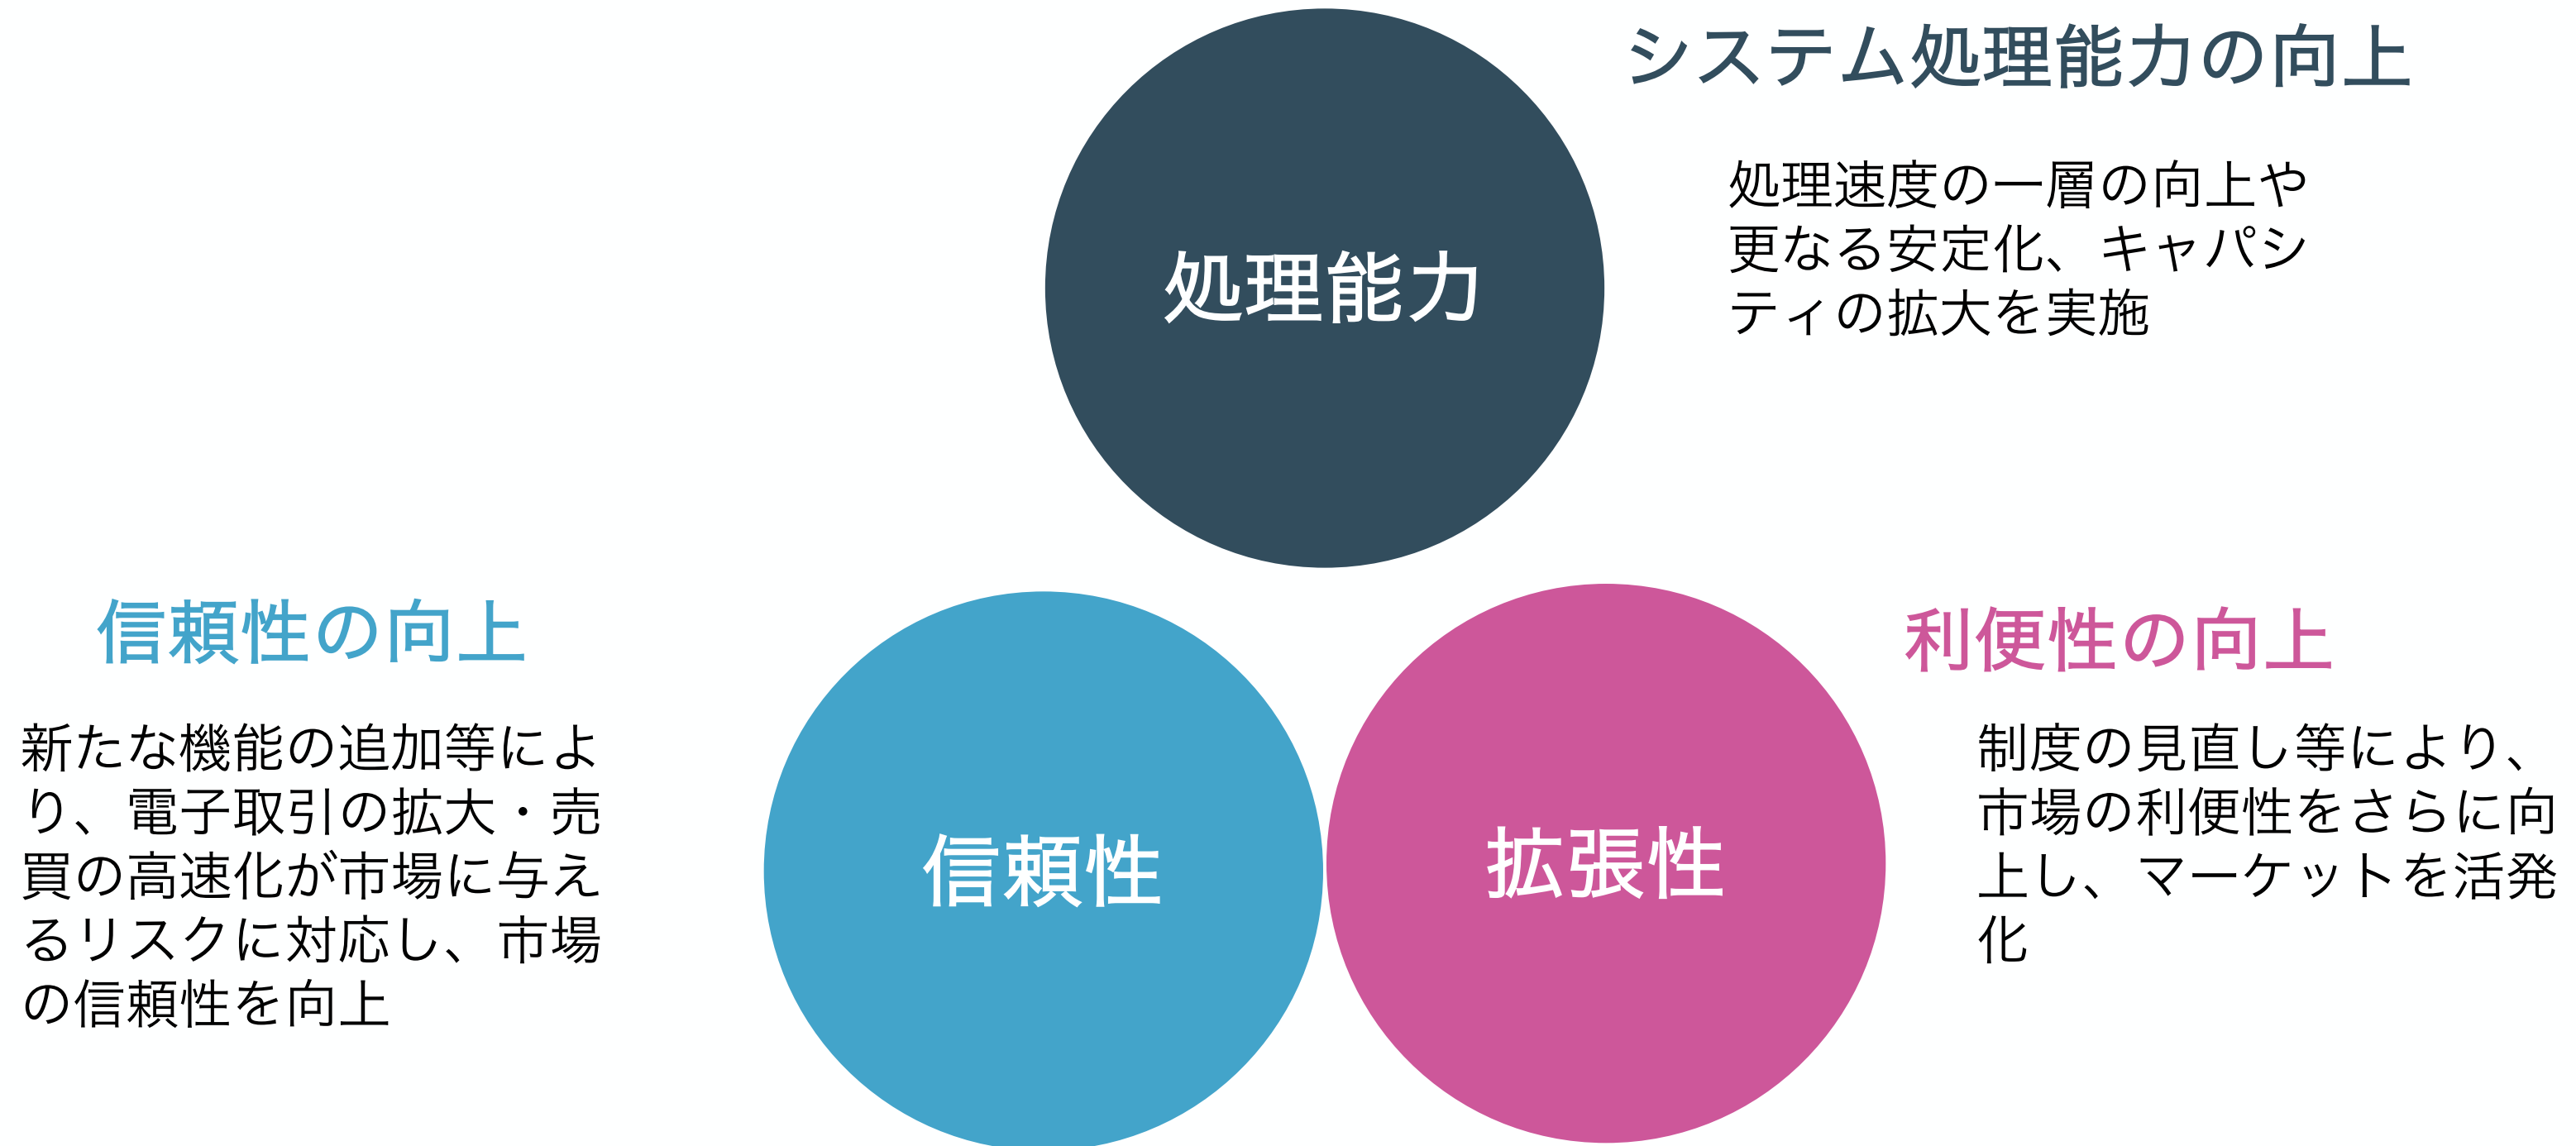 システム処理能力の向上
処理速度の一層の向上や
更なる安定化、キャパシ
ティの拡大を実施
処理能力
信頼性の向上
新たな機能の追加等によ
り、電子取引の拡大・売
買の高速化が市場に与え
るリスクに対応し、市場
の信頼性を向上
信頼性
拡張性
利便性の向上
制度の見直し等により、
市場の利便性をさらに向
上し、マーケットを活発
化